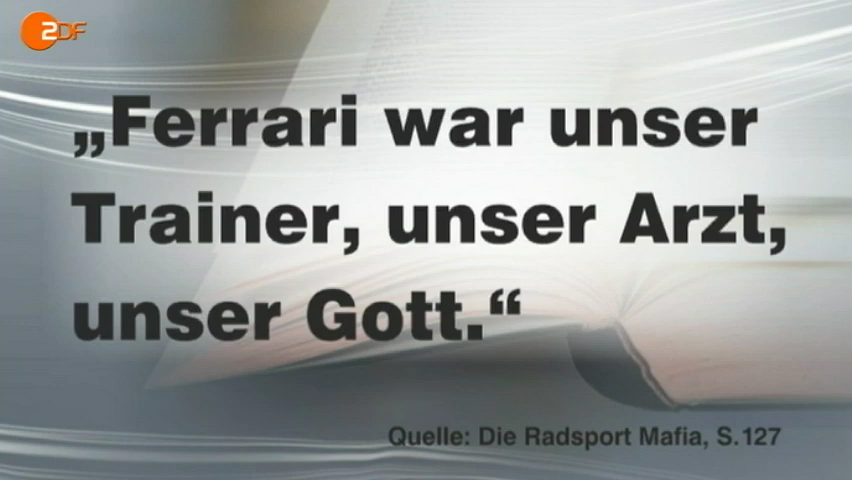 ZDF
„Ferrari war unser
Trainer, unser Arzt,
unser Gott.“
Quelle: Die Radsport Mafia, S.127